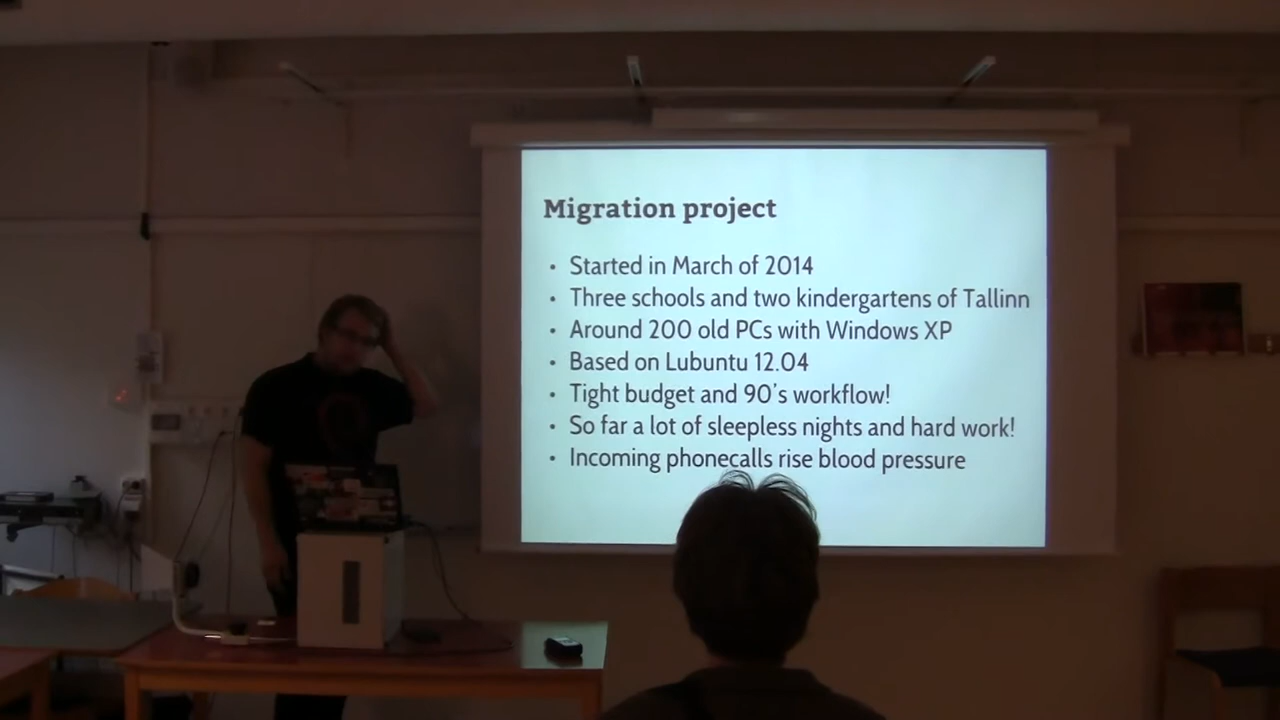 Migration project
• Started in March of 2014
• Three schools and two kindergartens of Tallinn
• Around 200 old PCs with Windows XP
• Based on Lubuntu 12.04
• Tight budget and 90's workflow!
• So far a lot of sleepless nights and hard work!
• Incoming phonecalls rise blood pressure